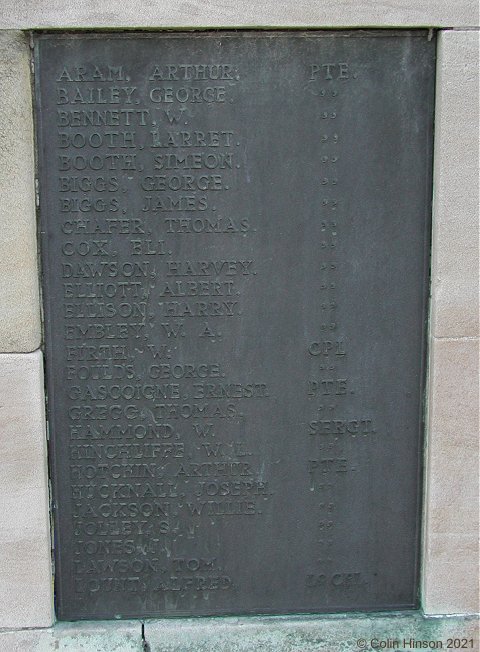 ARAM, ARTHUR. PTE.
BAILEY, GEORGE. ,,
BENNETT, W. ,,
BOOTH, LARRET. ,,
BOOTH, SIMEON. ,,
BIGGS, GEORGE. ,,
BIGGS, JAMES. ,,
CHAFER, THOMAS. ,,
COX, ELI. ,,
DAWSON, HARVEY. ,,
ELLIOTT, ALBERT. ,,
ELLISON, HARRY. ,,
EMBLEY, W. A. ,,
FIRTH, W. CPL
FOULDS, GEORGE. ,,
GASCOIGNE, ERNEST. PTE.
GREGG, THOMAS. ,,
HAMMOND, W. SERGT.
HINCHLIFFE, W. L. ,,
HOTCHIN, ARTHUR PTE.
HUCKNALL, JOSEPH. ,,
JACKSON, WILLIE. ,,
JOLLEY, S. ,,
JONES, ,,
LAWSON, TOM. ,,
LOUNT, ALFRED. CPL.
© Colin Hinson 2021